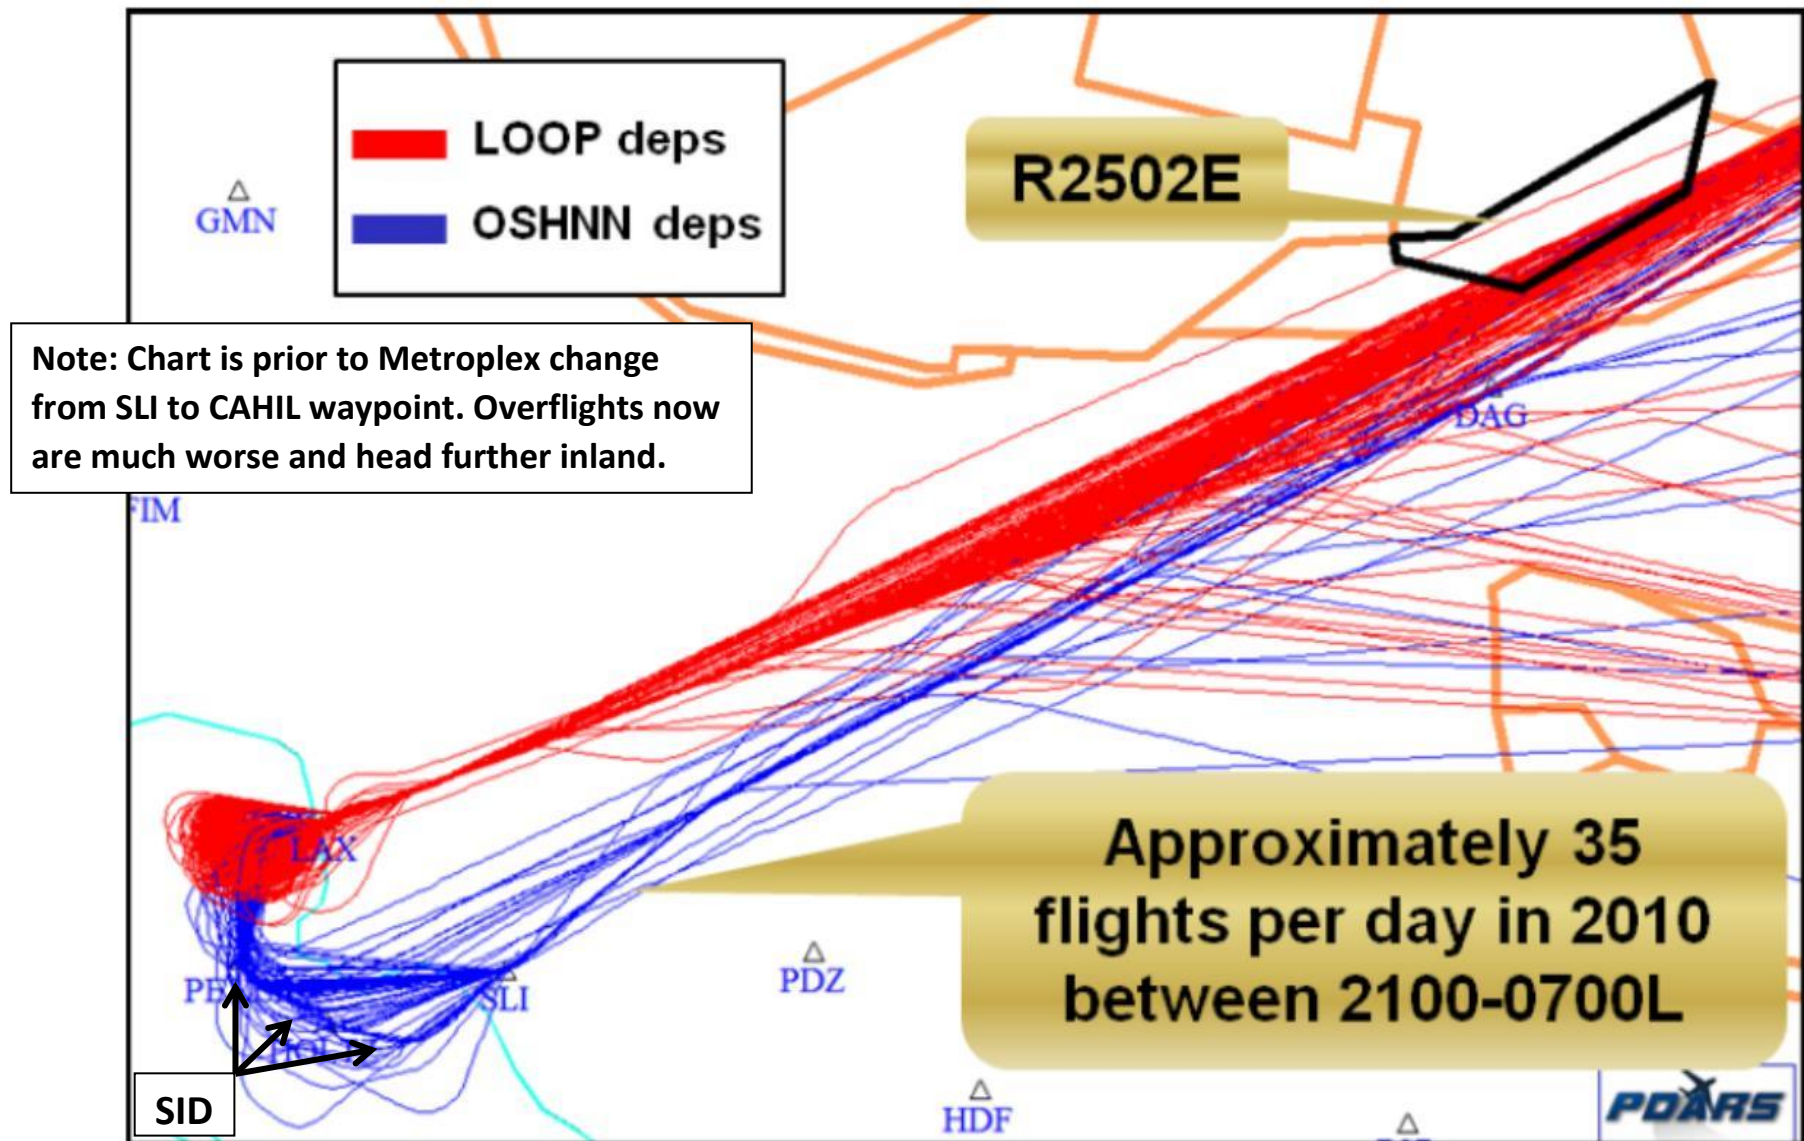 LOOP deps
OSHNN deps
R2502E
GMN
Note: Chart is prior to Metroplex change
from SLI to CAHIL waypoint. Overflights now
are much worse and head further inland.
DAG
FIM
LAX
Approximately 35
flights per day in 2010
between 2100-0700L
PDZ
SLI
SID
HDF
PDARS